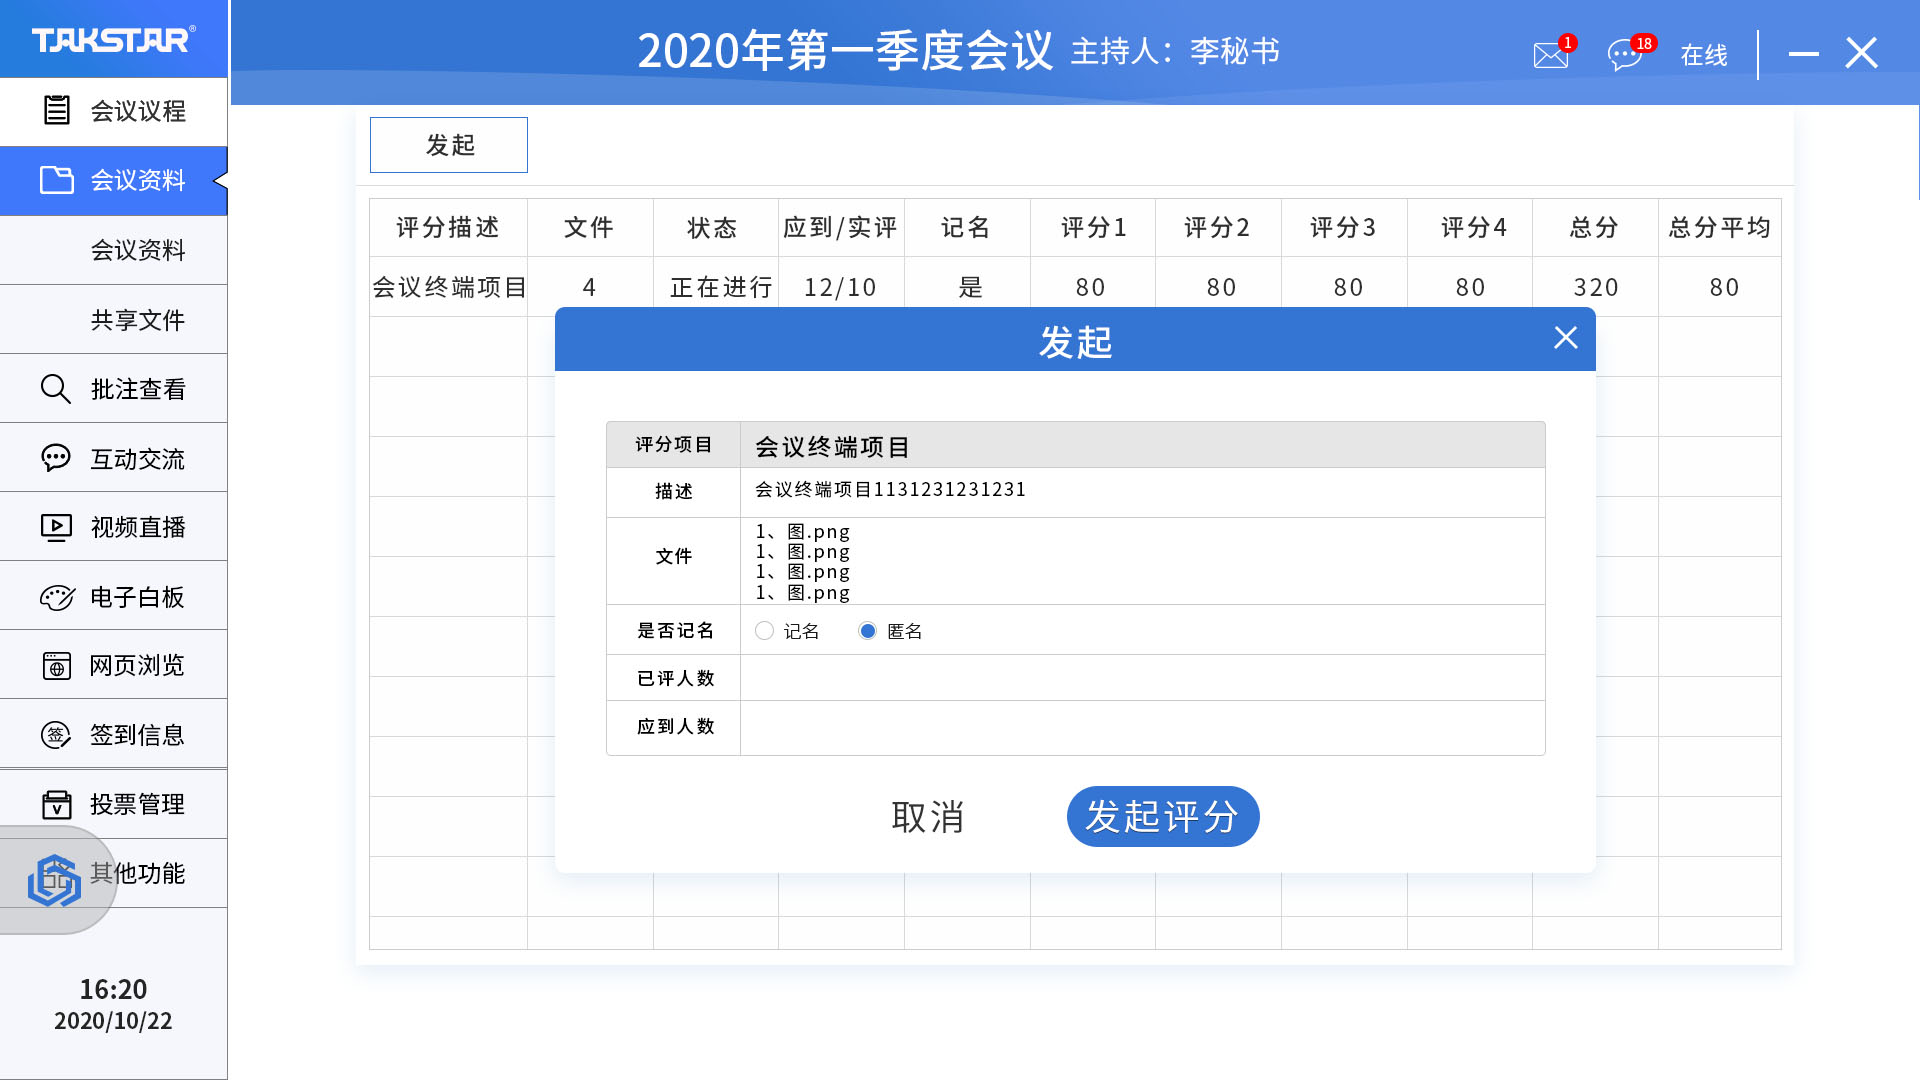 TAKSTAR®
2020年第一季度会议 主持人：李秘书
1
18
在线
会议议程
会议资料
会议资料
共享文件
批注查看
互动交流
视频直播
电子白板
网页浏览
签 签到信息
V 投票管理
其他功能
16:20
2020/10/22
发起
评分描述 文件 状态 应到/实评 记名 评分1 评分2 评分3 评分4 总分 总分平均
会议终端项目 4 正在进行 12/10 是 80 80 80 80 320 80
发起
评分项目 会议终端项目
描述 会议终端项目1131231231231
文件 1、图.png
1、图.png
1、图.png
1、图.png
是否记名 记名 匿名
已评人数
应到人数
取消 发起评分